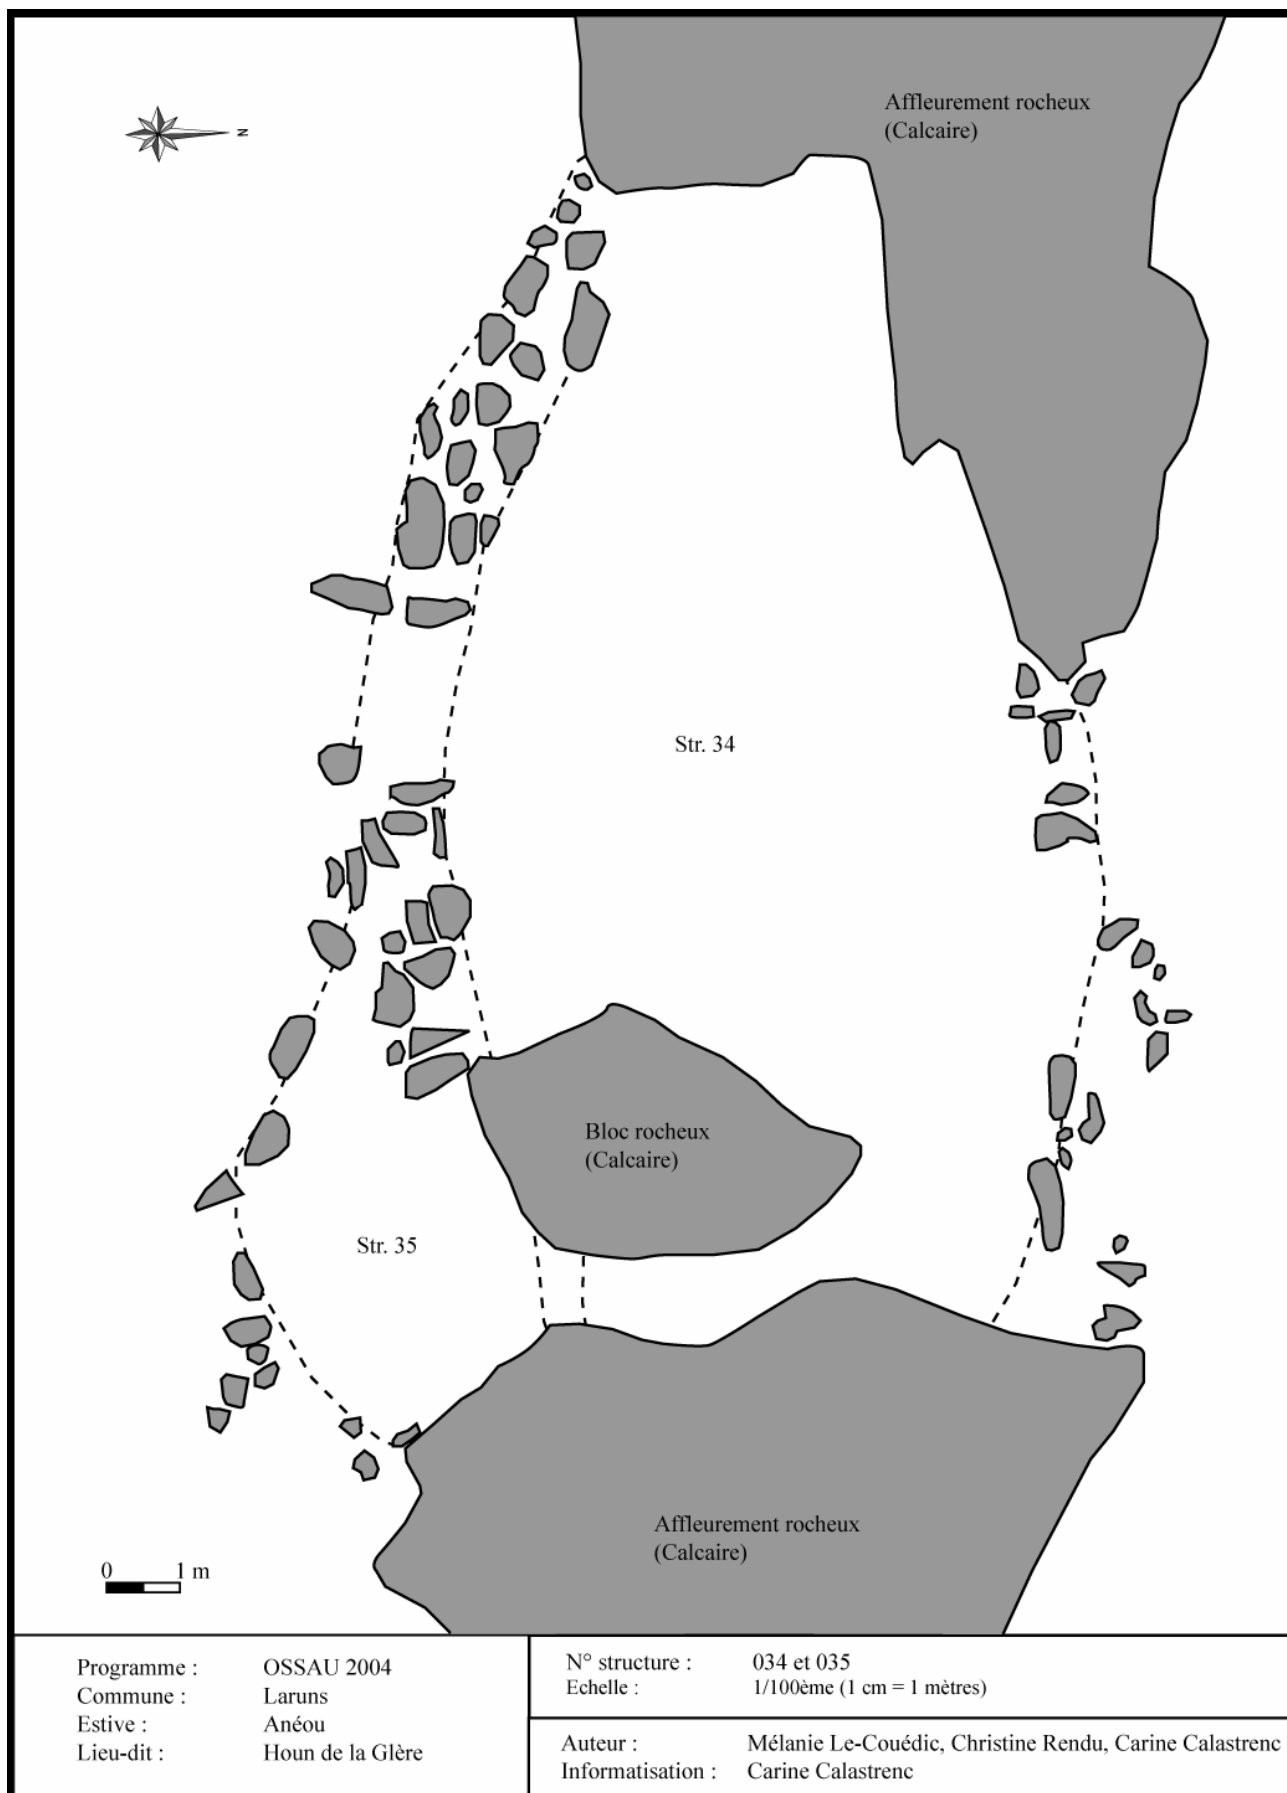 Affleurement rocheux
(Calcaire)
N
Str. 34
Bloc rocheux
(Calcaire)
Str. 35
Affleurement rocheux
(Calcaire)
0 1 m
Programme : OSSAU 2004
Commune : Laruns
Estive : Anéou
Lieu-dit : Houn de la Glère
N° structure : 034 et 035
Echelle : 1/100ème (1 cm = 1 mètres)
Auteur : Mélanie Le-Couédic, Christine Rendu, Carine Calastrenc
Informatisation : Carine Calastrenc